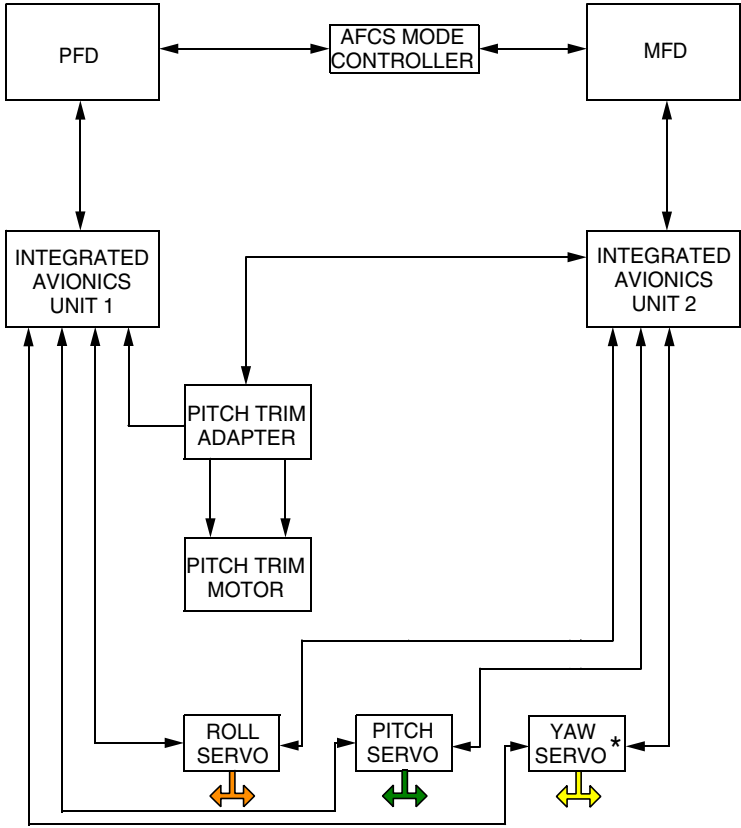 PFD
AFCS MODE
CONTROLLER
MFD
INTEGRATED
AVIONICS
UNIT 1
INTEGRATED
AVIONICS
UNIT 2
PITCH TRIM
ADAPTER
PITCH TRIM
MOTOR
ROLL
SERVO
PITCH
SERVO
YAW
SERVO *